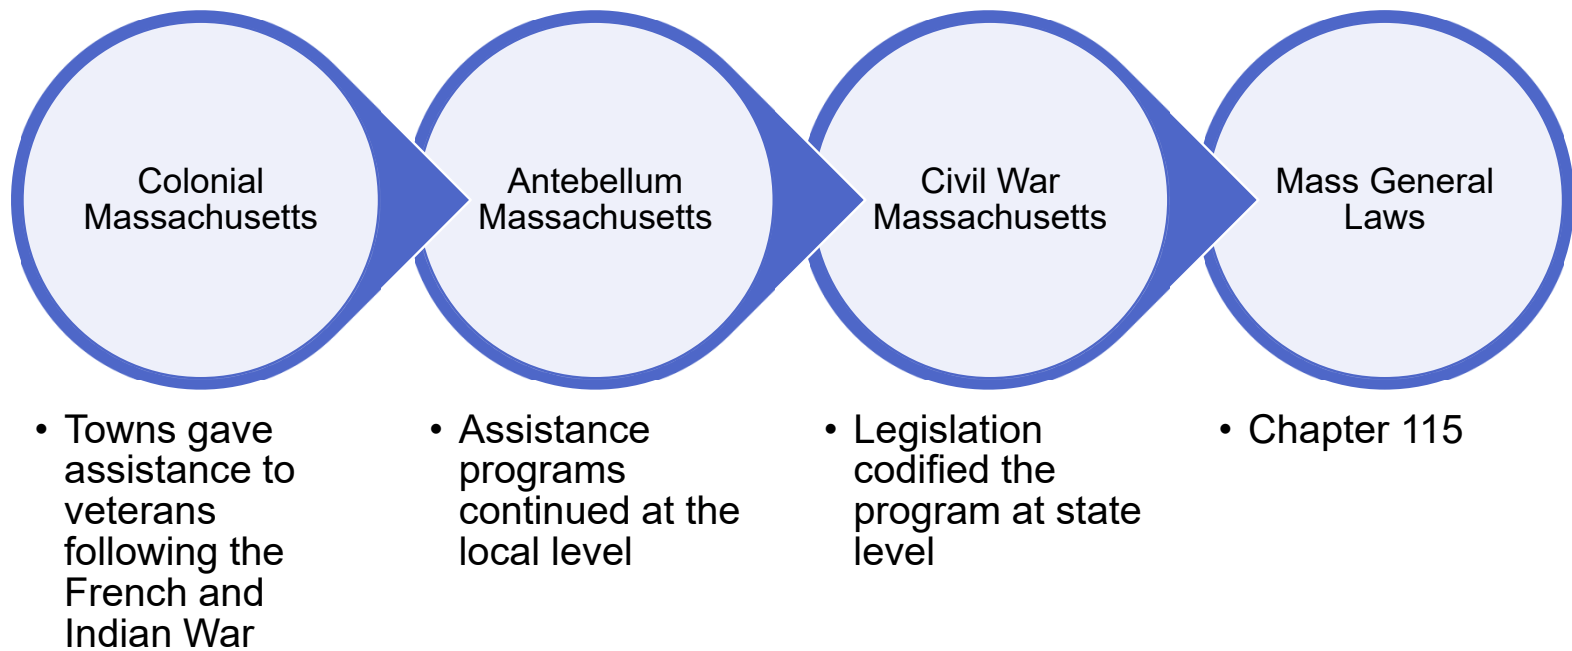 Colonial
Massachusetts
Antebellum
Massachusetts
Civil War
Massachusetts
Mass General
Laws
• Towns gave
assistance to
veterans
following the
French and
Indian War
• Assistance
programs
continued at the
local level
• Legislation
codified the
program at state
level
• Chapter 115